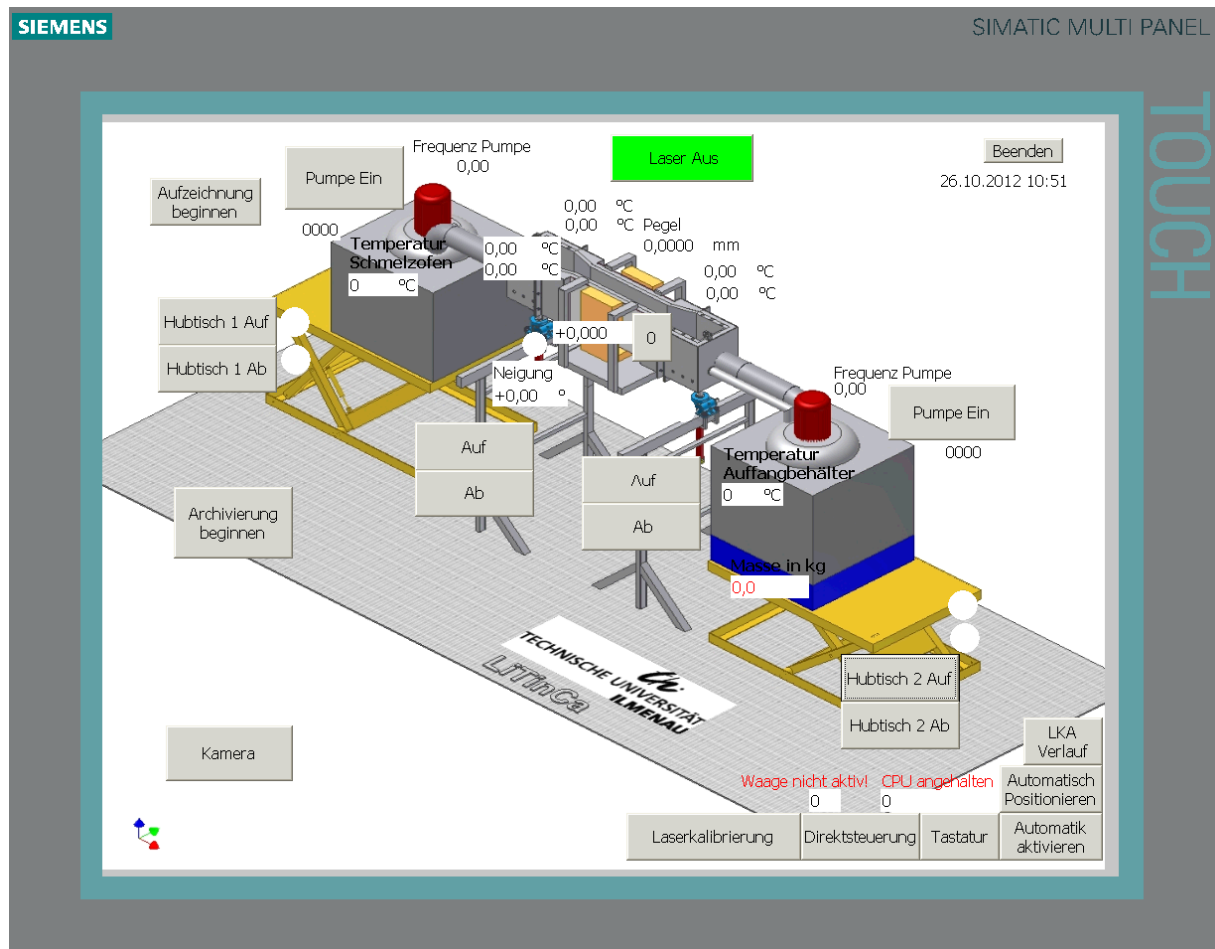 SIEMENS
SIMATIC MULTI PANEL
TOUCH
Frequenz Pumpe
0,00
Laser Aus
Beenden
26.10.2012 10:51
Pumpe Ein
Aufzeichnung
beginnen
0000
0,00 °C
0,00 °C
Pegel
0,0000 mm
Temperatur
Schmelzofen
0 °C
0,00 °C
0,00 °C
0,00 °C
0,00 °C
Hubtisch 1 Auf
Hubtisch 1 Ab
+0,000
0
Neigung
+0,00 °
Frequenz Pumpe
0,00
Pumpe Ein
0000
Auf
Ab
Auf
Ab
Temperatur
Auffangbehälter
0 °C
Archivierung
beginnen
Masse in kg
0,0
TECHNISCHE UNIVERSITÄT
ILMENAU
th
LiTinCa
Hubtisch 2 Auf
Hubtisch 2 Ab
Kamera
LKA
Verlauf
Waage nicht aktiv!
0
CPU angehalten
0
Automatisch
Positionieren
Laserkalibrierung
Direktsteuerung
Tastatur
Automatik
aktivieren